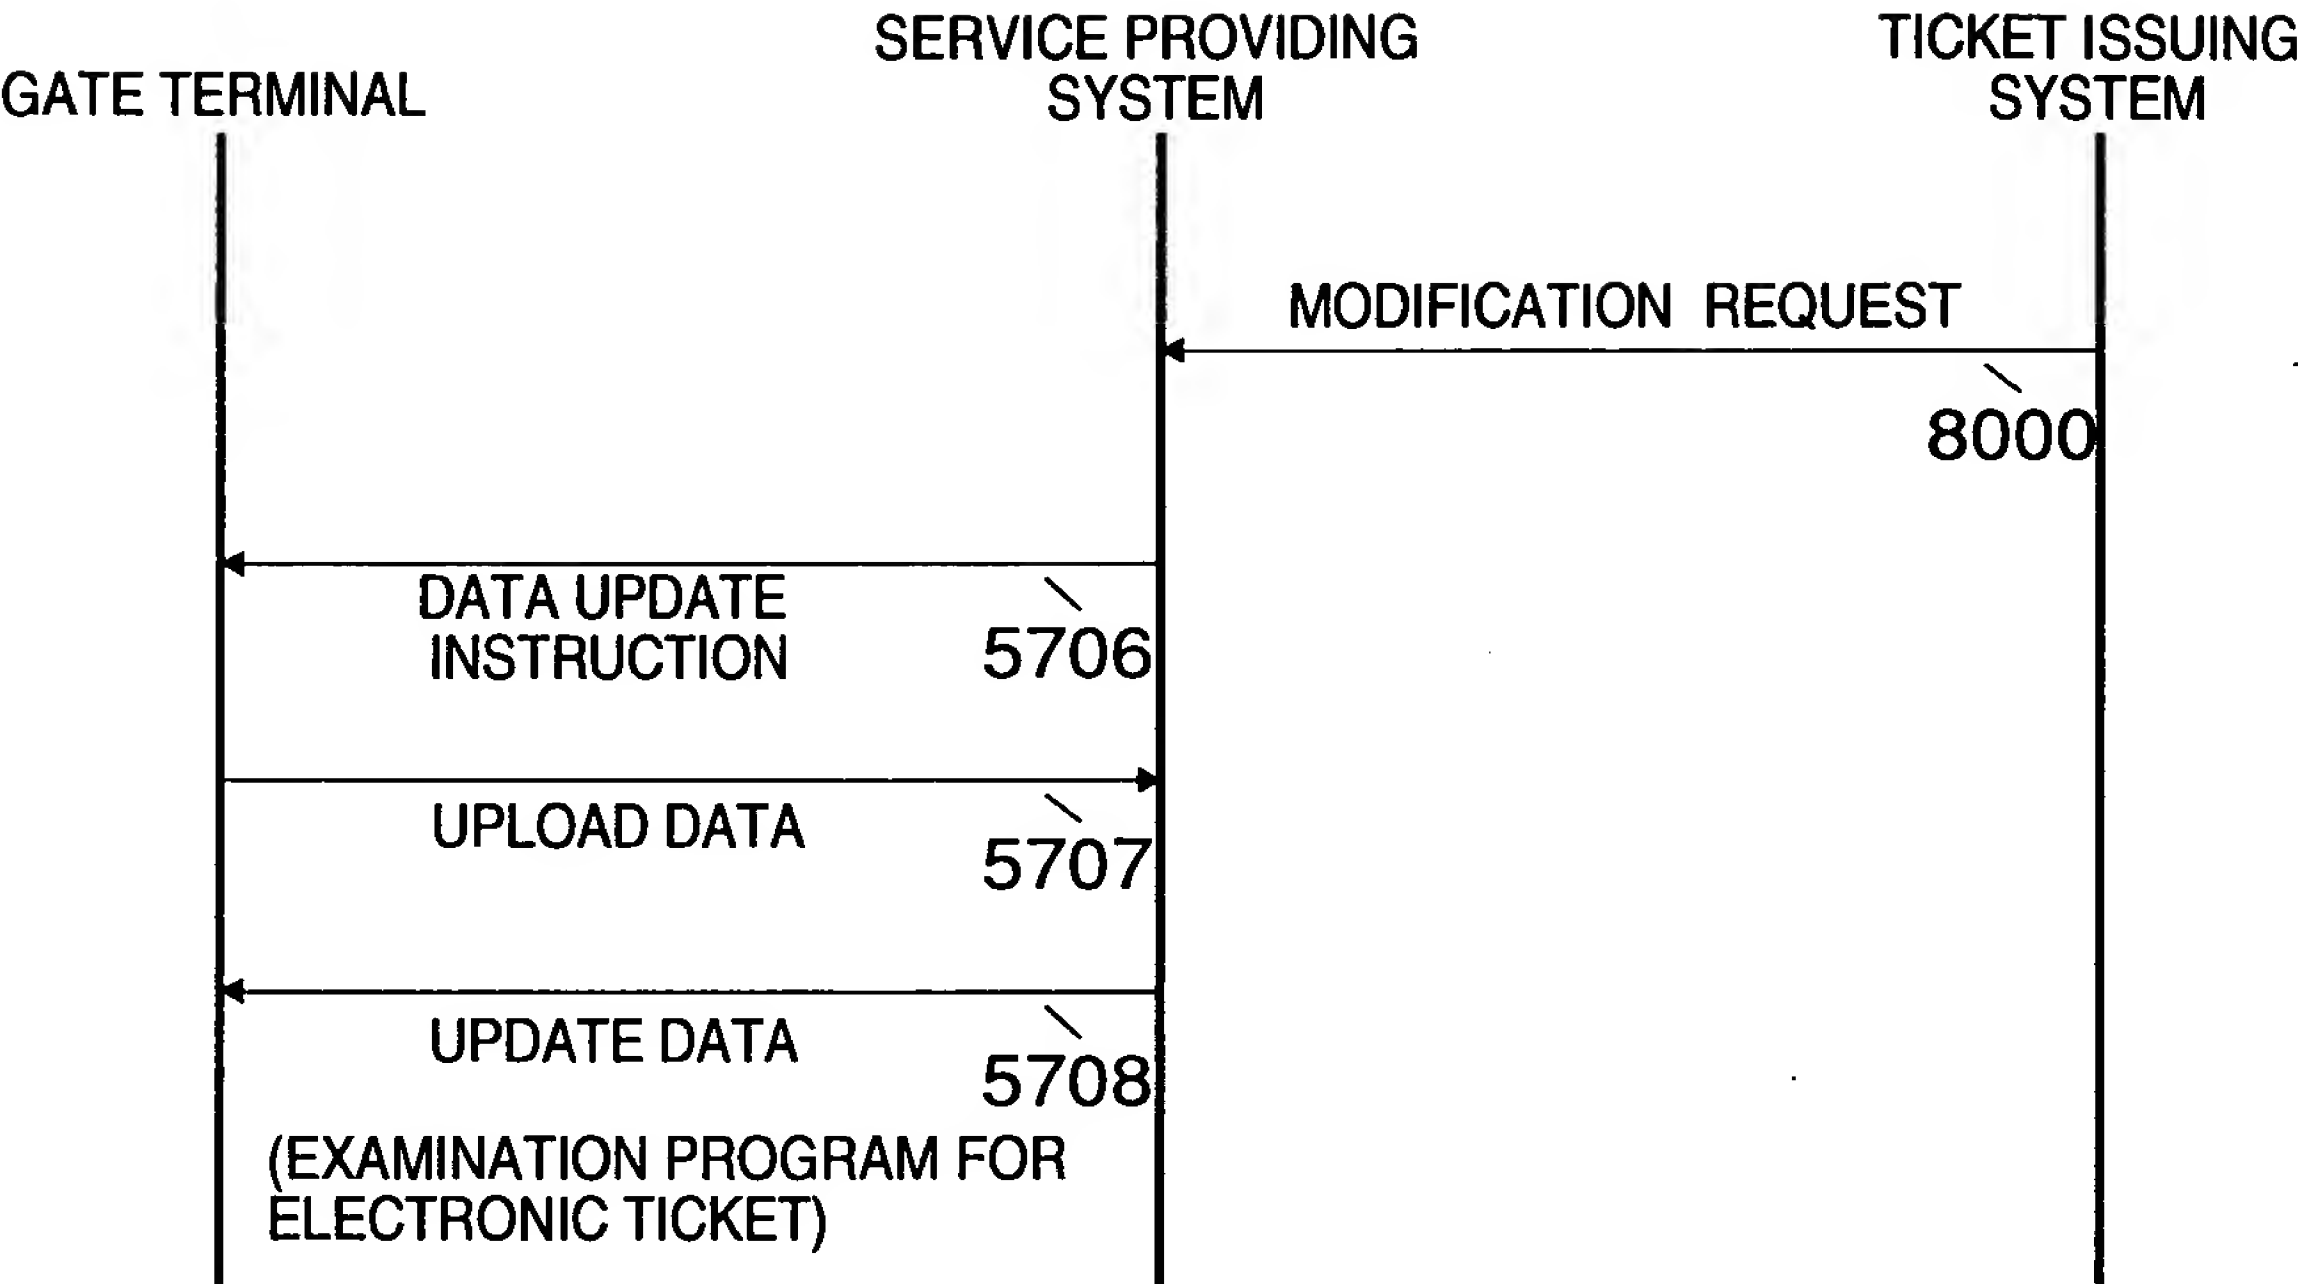 GATE TERMINAL
SERVICE PROVIDING
SYSTEM
TICKET ISSUING
SYSTEM
MODIFICATION REQUEST
8000
DATA UPDATE
INSTRUCTION
5706
UPLOAD DATA
5707
UPDATE DATA
5708
(EXAMINATION PROGRAM FOR
ELECTRONIC TICKET)